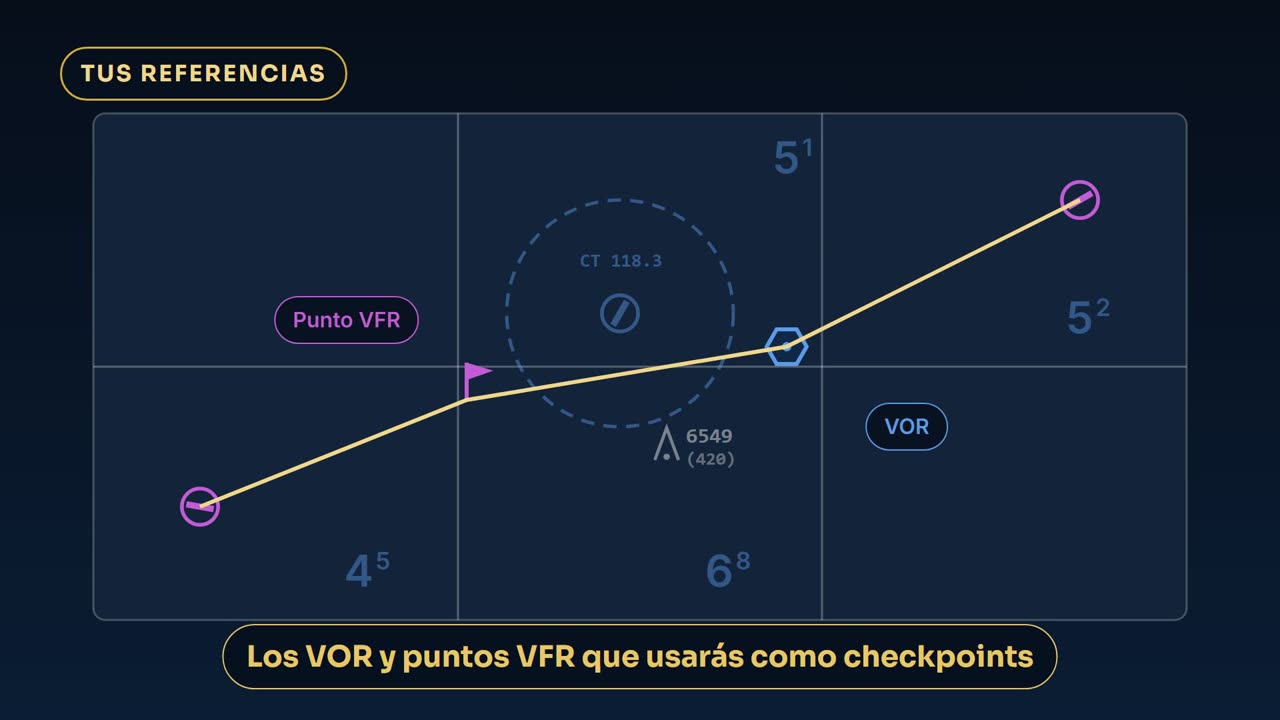 TUS REFERENCIAS
5¹
CT 118.3
Punto VFR
5²
6549
(420)
VOR
4⁵
6⁸
Los VOR y puntos VFR que usarás como checkpoints